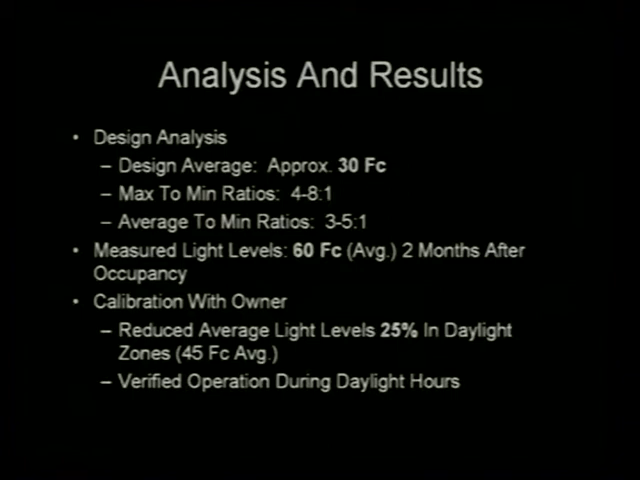 Analysis And Results
• Design Analysis
– Design Average: Approx. 30 Fc
– Max To Min Ratios: 4-8:1
– Average To Min Ratios: 3-5:1
• Measured Light Levels: 60 Fc (Avg.) 2 Months After
Occupancy
• Calibration With Owner
– Reduced Average Light Levels 25% In Daylight
Zones (45 Fc Avg.)
– Verified Operation During Daylight Hours